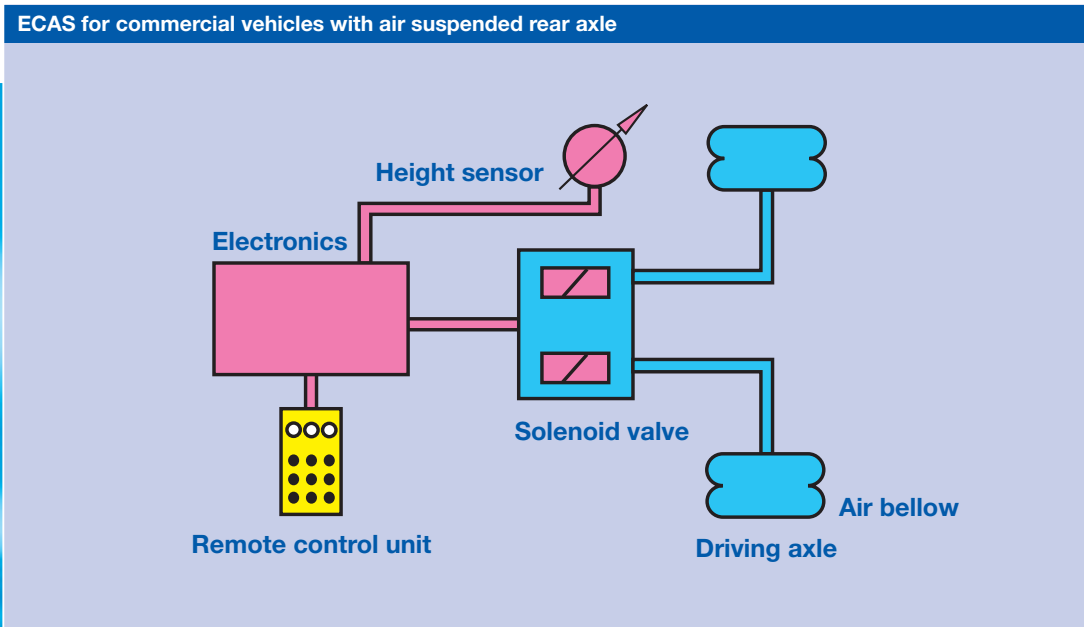 ECAS for commercial vehicles with air suspended rear axle
Height sensor
Electronics
Solenoid valve
Air bellow
Remote control unit
Driving axle